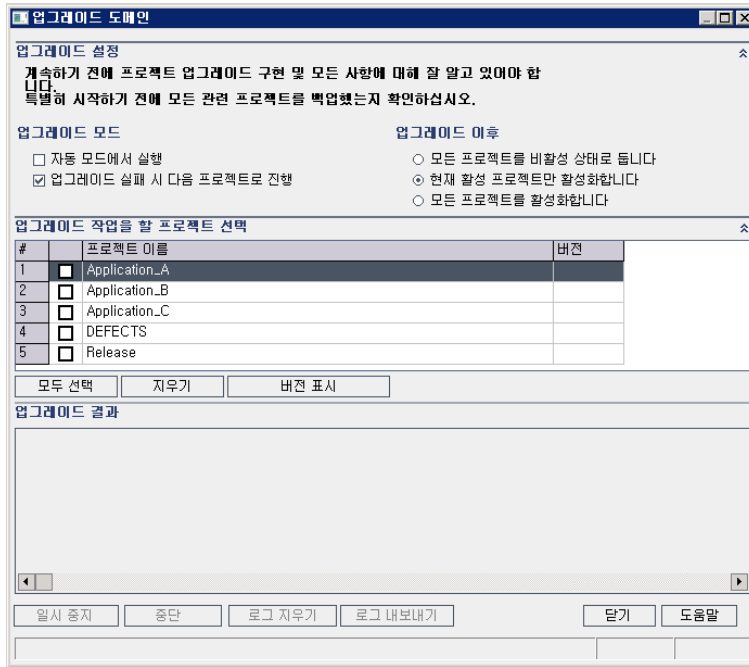 업그레이드 도메인
업그레이드 설정
계속하기 전에 프로젝트 업그레이드 구현 및 모든 사항에 대해 잘 알고 있어야 합
니다.
특별히 시작하기 전에 모든 관련 프로젝트를 백업했는지 확인하십시오.
업그레이드 모드
자동 모드에서 실행
업그레이드 실패 시 다음 프로젝트로 진행
업그레이드 이후
모든 프로젝트를 비활성 상태로 둡니다
현재 활성 프로젝트만 활성화합니다
모든 프로젝트를 활성화합니다
업그레이드 작업을 할 프로젝트 선택
# 프로젝트 이름 버전
1 Application_A
2 Application_B
3 Application_C
4 DEFECTS
5 Release
모두 선택 지우기 버전 표시
업그레이드 결과
일시 중지 중단 로그 지우기 로그 내보내기 닫기 도움말